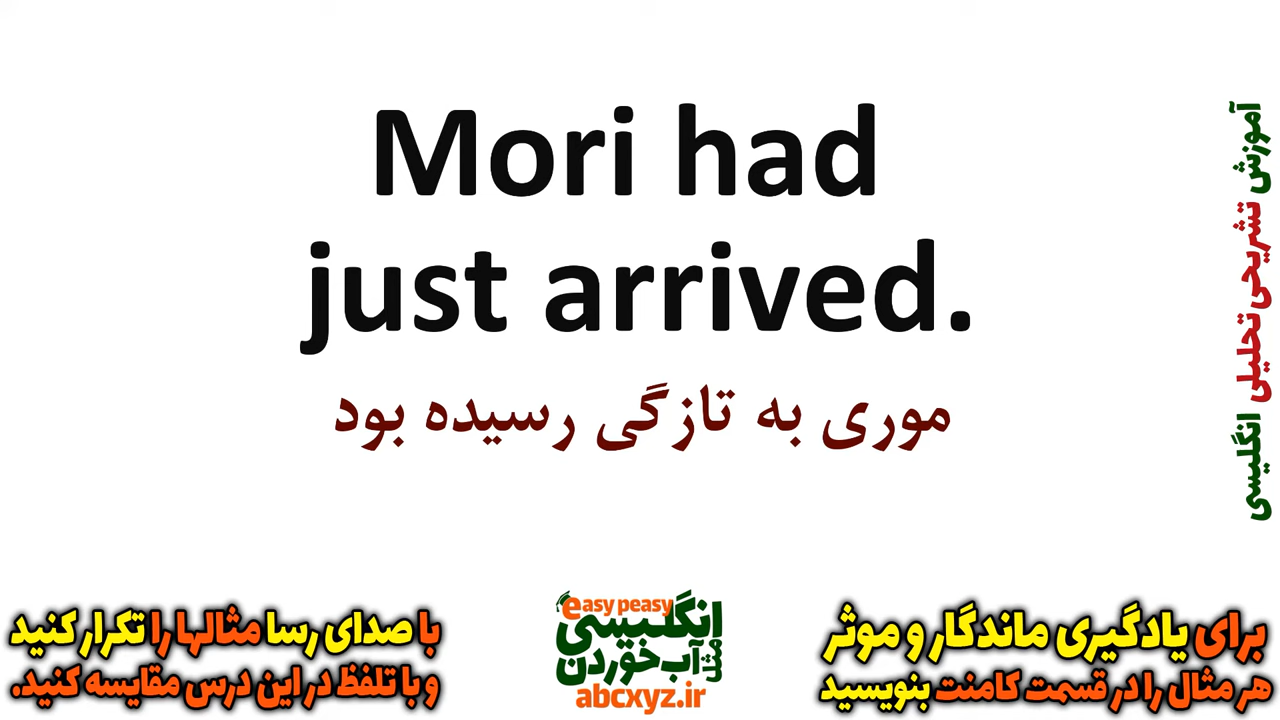 Mori had
just arrived.
موری به تازگی رسیده بود
آموزش تشریحی تحلیلی انگلیسی
با صدای رسا مثالها را تکرار کنید
و با تلفظ در این درس مقایسه کنید.
easy peasy
انگلیسی
مثل آب خوردن
abcxyz.ir
برای یادگیری ماندگار و موثر
هر مثال را در قسمت کامنت بنویسید